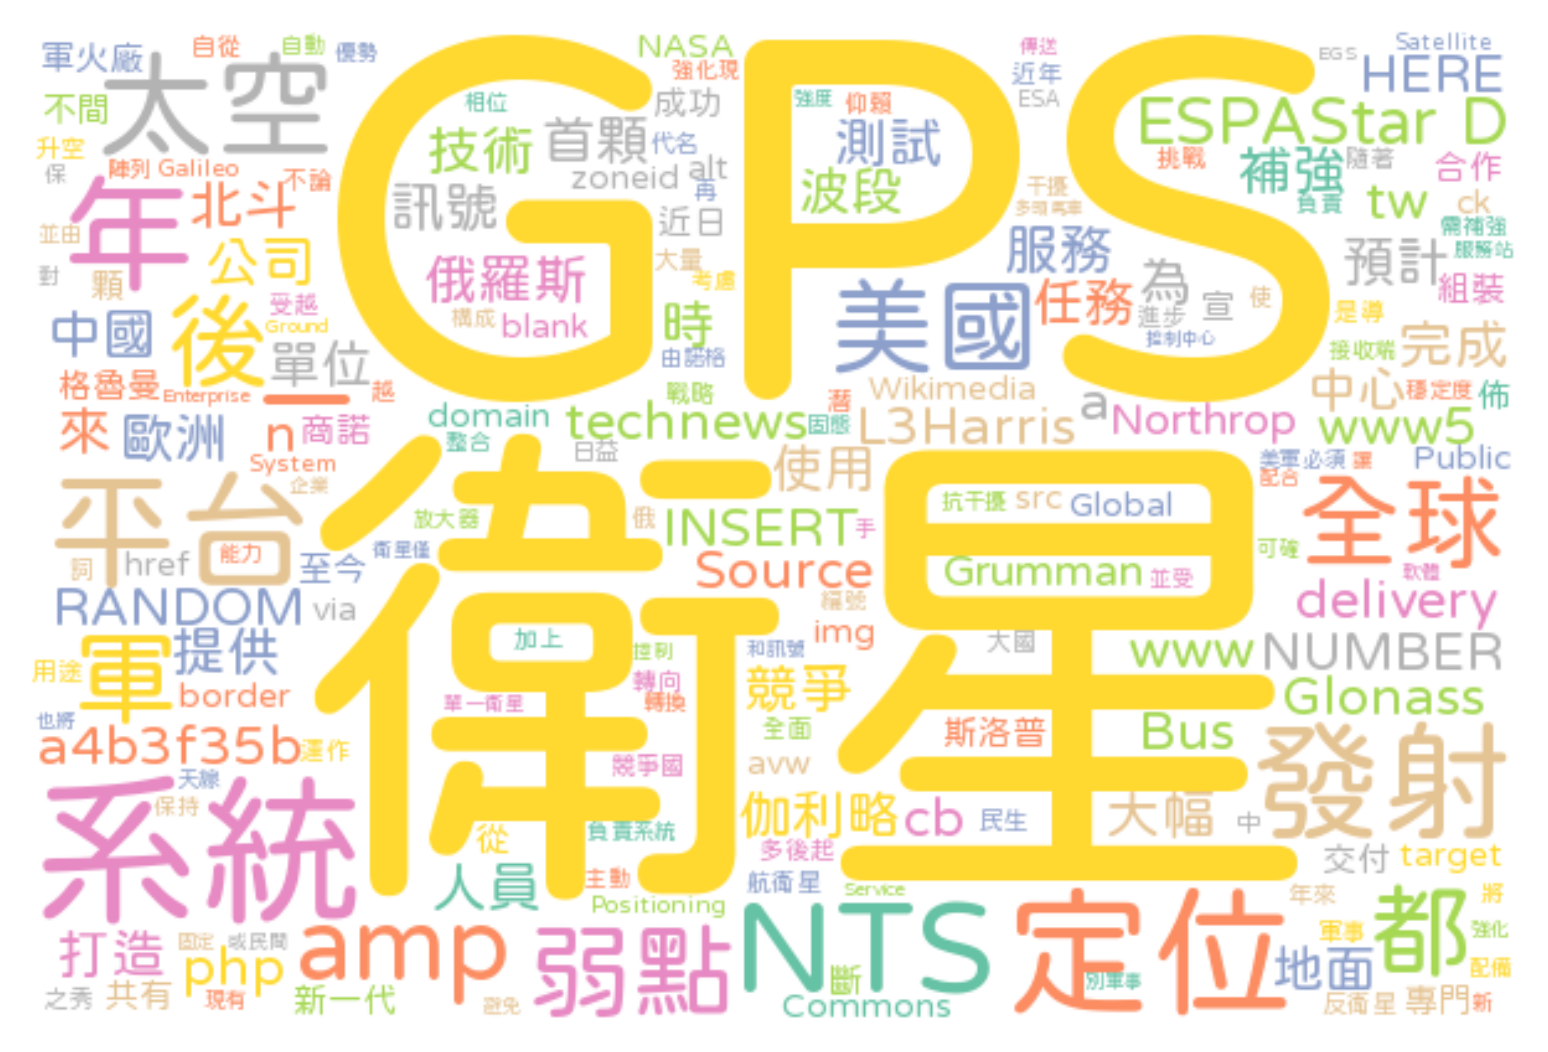 軍火廠 自從 自動 優勢 NASA 傳送 EGS Satellite
太空 GPS 強化現 近年 HERE
不間 相位 成功 強度 仰賴 ESA ESPAStar D
升空 技術 首顆 代名 測試 挑戰 補強 隨著 合作
保 陣列 Galileo 不論 zoneid alt 再 波段 干擾 負責 tw ck
年 北斗 訊號 近日 多頭馬車 需補強
並由 公司 大量 服務 預計 服務站
對 顆 俄羅斯 考慮 美國 任務 為 宣 使 組裝
受越 Ground 構成 blank 時 進步 是導
中國 後 單位 由諾格 控制中心 接收端 完成
格魯曼 Enterprise 一 越 戰略 Wikimedia 中心 穩定度 佈
來 歐洲 n 商諾 domain technews 固態 潛 L3Harris a Northrop www5
System 整合 日益 使用 美軍必須 讓 Public
平台 企業 衛星 配合 全球
放大器 俄 INSERT 手 抗干擾 src Global
詞 href 能力 至今 衛星僅 Source Grumman 並受 可確 軟體
RANDOM via 編號 delivery
軍 提供 加上 控制 和訊號 img 大國 www NUMBER
用途 border 單一衛星 轉向 轉換 競爭 Glonass
也將 a4b3f35b 運作 全面 斯洛普 Bus
天線 競爭國 avw 發射
系統 保持 從 負責系統 伽利略 cb 民生 大幅 中
人員 主動 多後起 交付 target
Positioning 航衛星 Service 年來 將
打造 固定 或民間 amp 弱點 NTS 定位 軍事 都 強化
php 斷 別軍事 地面 配備
之秀 共有 現有 新一代 避免 Commons 反衛星 專門 新